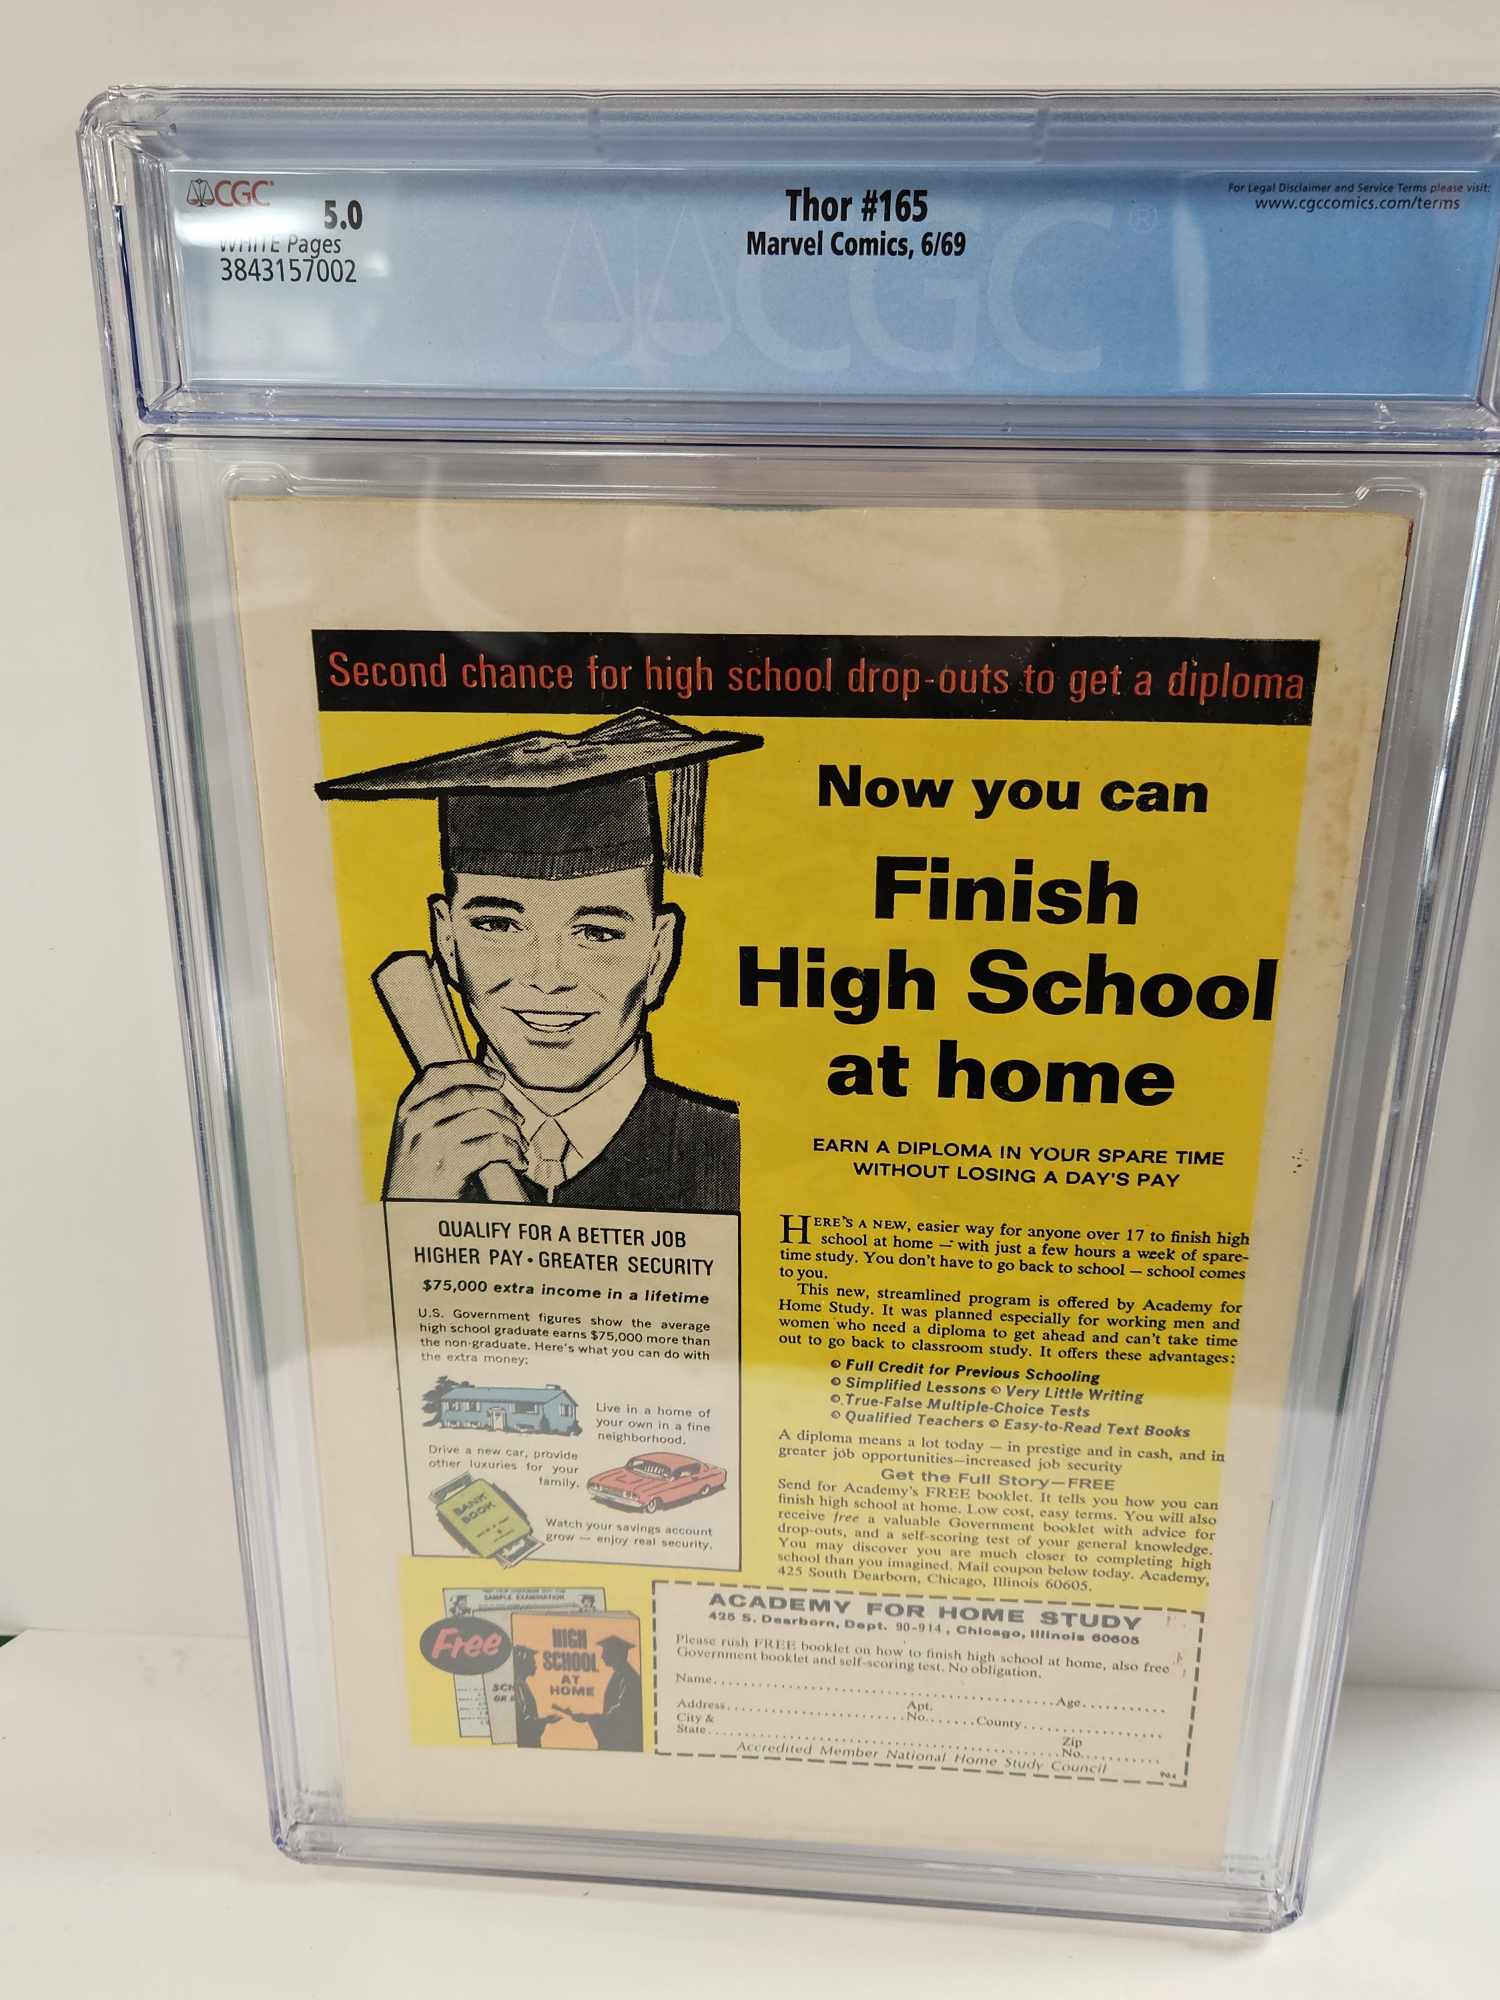 CGC
5.0
WHITE Pages
3843157002
Thor #165
Marvel Comics, 6/69
For Legal Disclaimer and Service Terms please visit:
www.cgccomics.com/terms
CGC
Second chance for high school drop-outs to get a diploma
Now you can
Finish
High School
at home
EARN A DIPLOMA IN YOUR SPARE TIME
WITHOUT LOSING A DAY'S PAY
QUALIFY FOR A BETTER JOB
HIGHER PAY • GREATER SECURITY
$75,000 extra income in a lifetime
U.S. Government figures show the average
high school graduate earns $75,000 more than
the non-graduate. Here's what you can do with
the extra money:
Live in a home of
your own in a fine
neighborhood.
Drive a new car, provide
other luxuries for your
family.
BANK
BOOK
Watch your savings account
grow — enjoy real security.
HERE'S A NEW, easier way for anyone over 17 to finish high
school at home — with just a few hours a week of spare-
time study. You don't have to go back to school — school comes
to you.
This new, streamlined program is offered by Academy for
Home Study. It was planned especially for working men and
women who need a diploma to get ahead and can't take time
out to go back to classroom study. It offers these advantages:
Full Credit for Previous Schooling
Simplified Lessons Very Little Writing
True-False Multiple-Choice Tests
Qualified Teachers Easy-to-Read Text Books
A diploma means a lot today — in prestige and in cash, and in
greater job opportunities—increased job security
Get the Full Story—FREE
Send for Academy's FREE booklet. It tells you how you can
finish high school at home. Low cost, easy terms. You will also
receive free a valuable Government booklet with advice for
drop-outs, and a self-scoring test of your general knowledge.
You may discover you are much closer to completing high
school than you imagined. Mail coupon below today. Academy,
425 South Dearborn, Chicago, Illinois 60605.
SAMPLE EXAMINATION
Free
HIGH
SCHOOL
AT
HOME
ACADEMY FOR HOME STUDY
425 S. Dearborn, Dept. 90-914, Chicago, Illinois 60605
Please rush FREE booklet on how to finish high school at home, also free
Government booklet and self-scoring test. No obligation.
Name........Age........
Address........Apt. No.......
City & State........County........Zip No........
Accredited Member National Home Study Council